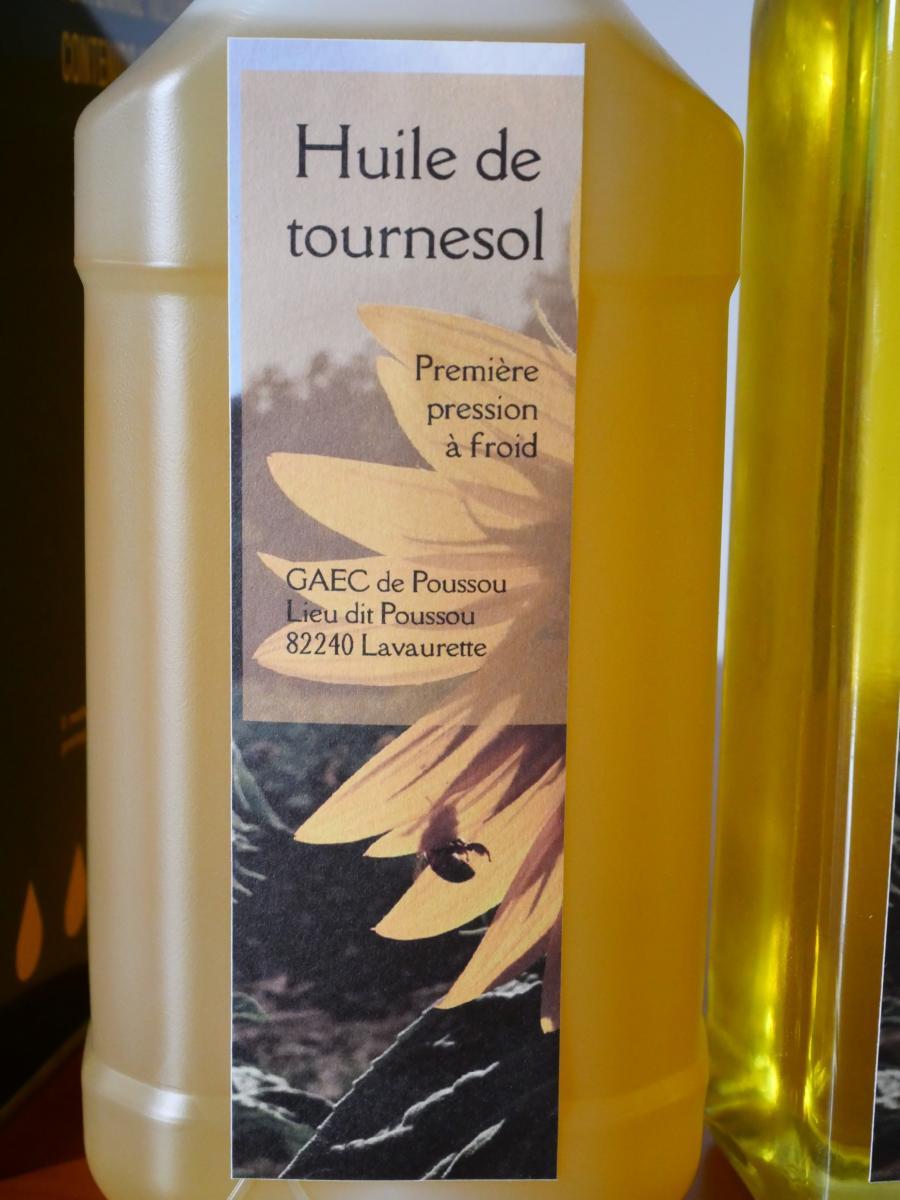 Huile de
tournesol
Première
pression
à froid
GAEC de Poussou
Lieu dit Poussou
82240 Lavaurette